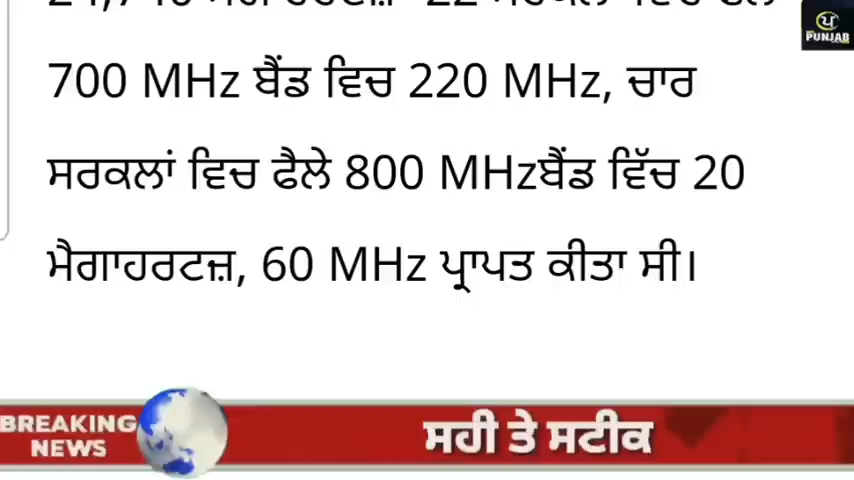 700 MHz ਬੈਂਡ ਵਿਚ 220 MHz, ਚਾਰ
ਸਰਕਲਾਂ ਵਿਚ ਫੈਲੇ 800 MHzਬੈਂਡ ਵਿੱਚ 20
ਮੈਗਾਹਰਟਜ਼, 60 MHz ਪ੍ਰਾਪਤ ਕੀਤਾ ਸੀ।
ਪ
PUNJAB
BREAKING
NEWS
ਸਹੀ ਤੇ ਸਟੀਕ